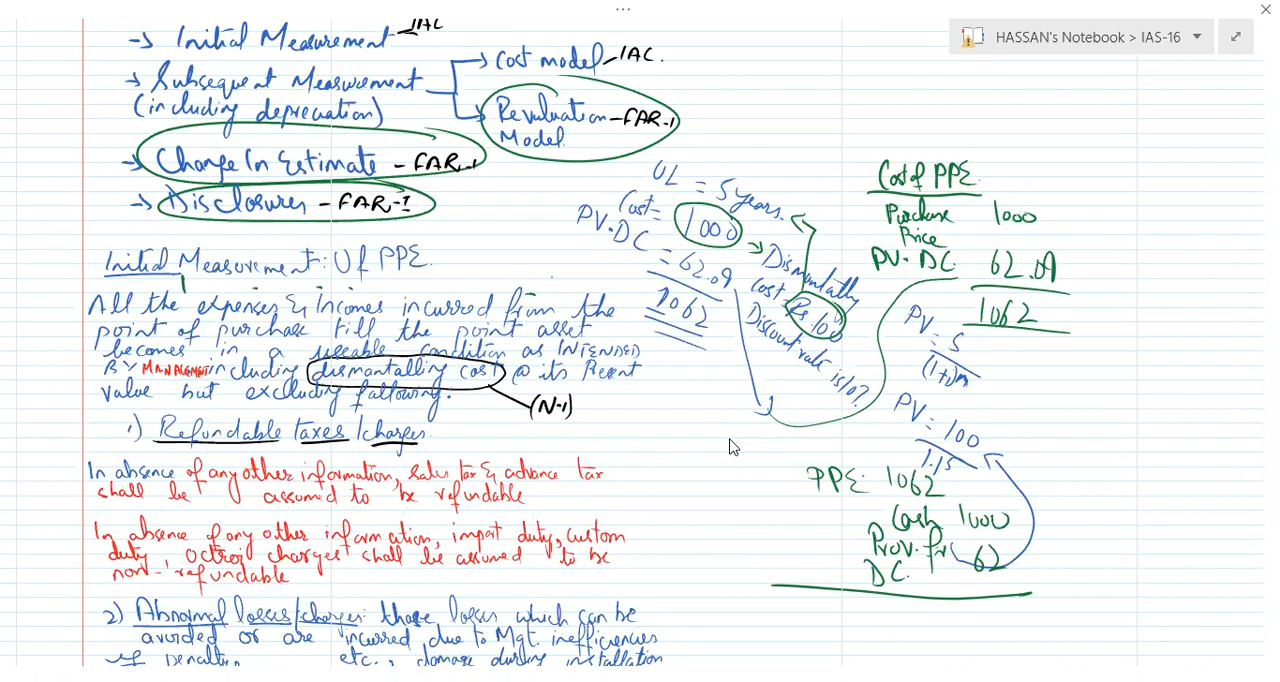 HASSAN's Notebook > IAS-16
-> Initial Measurement - IAC
-> Subsequent Measurement
(including depreciation)
-> Cost model - IAC.
-> Revaluation - FAR-1
Model
-> Change In Estimate - FAR-1
-> Disclosures - FAR-1
Initial Measurement: Of PPE.
All the expenses & Incomes incurred from the
point of purchase till the point asset
becomes in a useable condition as INTENDED
BY MANAGEMENT including dismantalling cost @ its Present
value but excluding following.
(N-1)
1) Refundable taxes/charges.
In absence of any other information, sales tax & advance tax
shall be assumed to be refundable
In absence of any other information, import duty, custom
duty, octroi charges shall be assumed to be
non-refundable
2) Abnormal losses/charges: those losses which can be
avoided or are incurred due to Mgt. inefficiencies
penalty etc., damage during installation
UL = 5 years.
Cost = 1000
PV.DC = 62.09
1062
-> Dismantally
cost = Rs 100
Discount rate is 10%
Cost of PPE
Purchase Price 1000
PV. DC. 62.09
1062
PV = S
(1+r)n
PV = 100
1.15
PPE 1062
Cash 1000
Prov. fr DC. 62